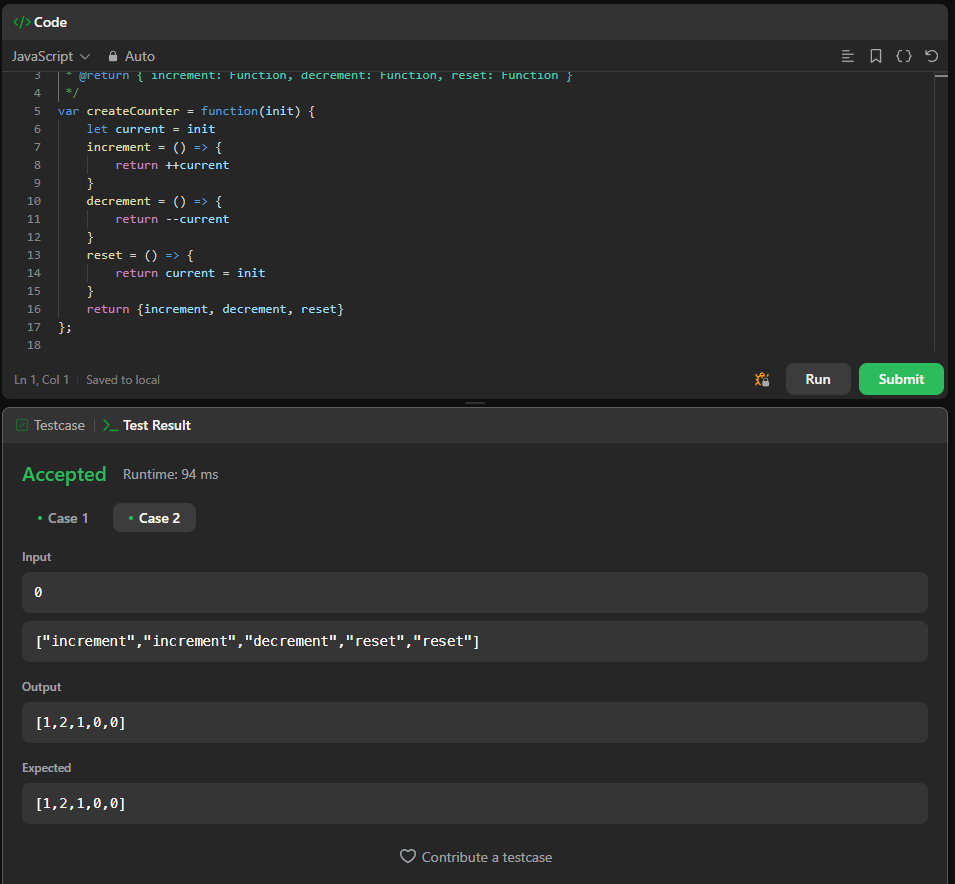 </> Code
JavaScript Auto
3 * @return { increment: Function, decrement: Function, reset: Function }
4 */
5 var createCounter = function(init) {
6 let current = init
7 increment = () => {
8 return ++current
9 }
10 decrement = () => {
11 return --current
12 }
13 reset = () => {
14 return current = init
15 }
16 return {increment, decrement, reset}
17 };
18
Ln 1, Col 1 Saved to local
Run Submit
Testcase >_ Test Result
Accepted Runtime: 94 ms
• Case 1 • Case 2
Input
0
["increment","increment","decrement","reset","reset"]
Output
[1,2,1,0,0]
Expected
[1,2,1,0,0]
Contribute a testcase